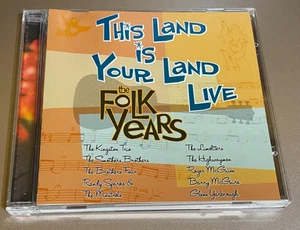 This Land
is
Your Land
Live
the
Folk
Years
The Kingston Trio
The Smothers Brothers
The Brothers Four
Randy Sparks &
The Minstrels
The Limeliters
The Highwaymen
Roger McGuinn
Barry McGuire
Glenn Yarbrough